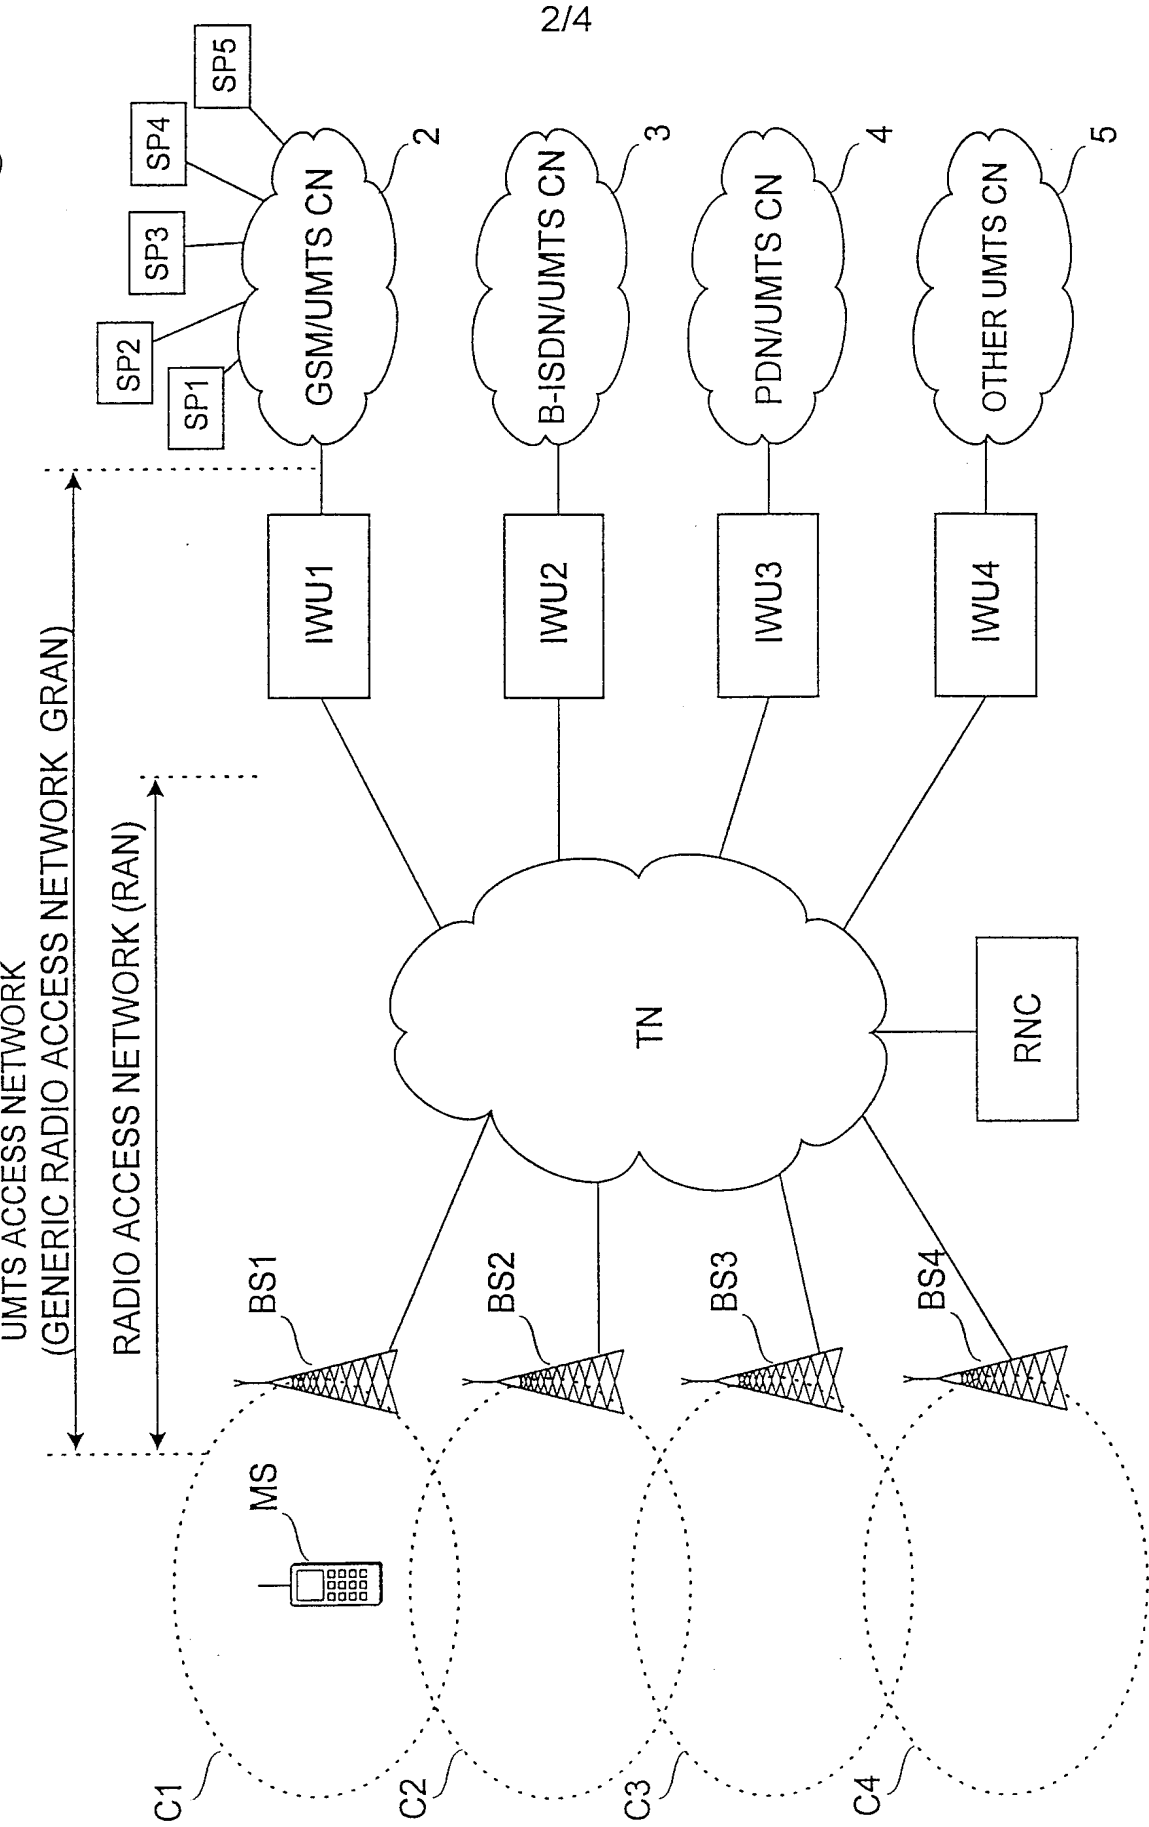 2/4
UMTS ACCESS NETWORK
(GENERIC RADIO ACCESS NETWORK GRAN)
RADIO ACCESS NETWORK (RAN)
SP1
SP2
SP3
SP4
SP5
C1
MS
BS1
IWU1
GSM/UMTS CN
2
C2
BS2
IWU2
B-ISDN/UMTS CN
3
TN
C3
BS3
IWU3
PDN/UMTS CN
4
C4
BS4
IWU4
OTHER UMTS CN
5
RNC